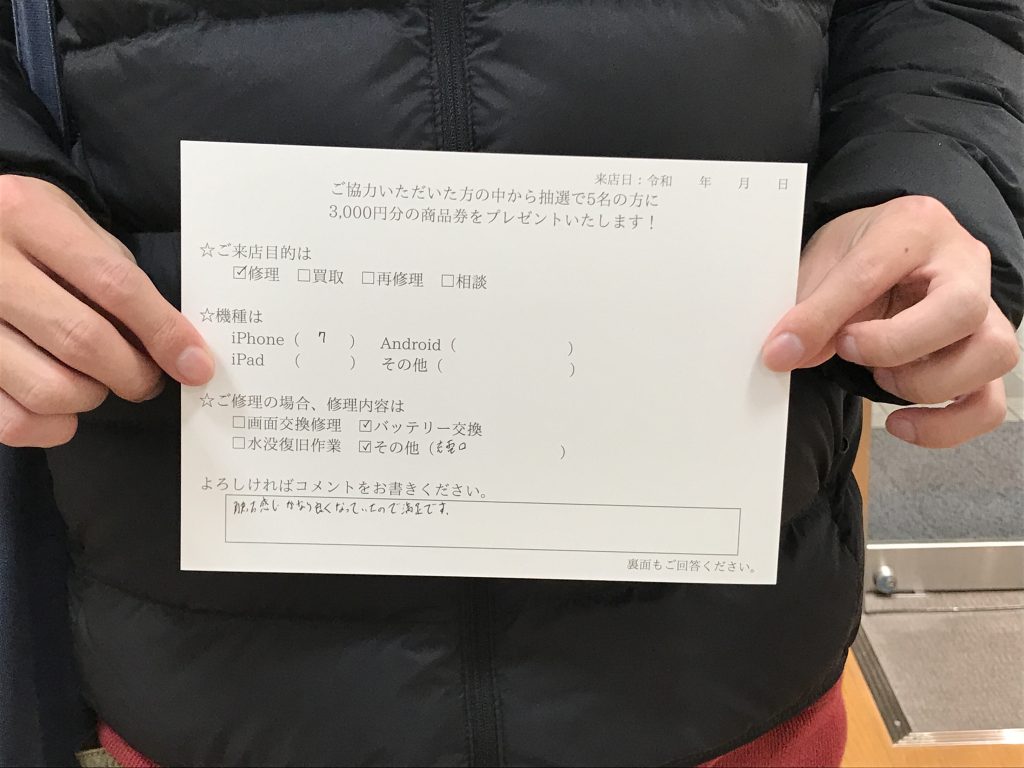 来店日：令和　　年　　月　　日
ご協力いただいた方の中から抽選で5名の方に
3,000円分の商品券をプレゼントいたします！
☆ご来店目的は
☑修理　□買取　□再修理　□相談
☆機種は
iPhone（　7　）　Android（　　　　　　　）
iPad　（　　　）　その他（　　　　　　　　）
☆ご修理の場合、修理内容は
□画面交換修理　☑バッテリー交換
□水没復旧作業　☑その他（充電口　　　　　　）
よろしければコメントをお書きください。
感じかなり良くなっていたので満足です。
裏面もご回答ください。